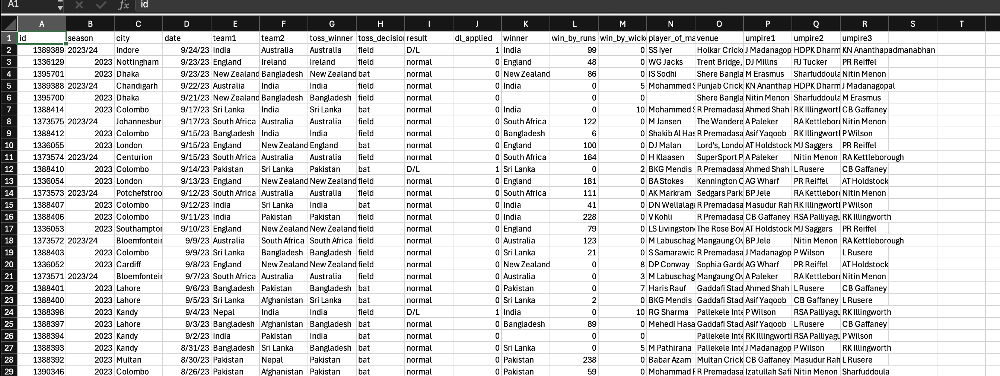 A1 fx id
A B C D E F G H I J K L M N O P Q R S T
1 id season city date team1 team2 toss_winner toss_decision result dl_applied winner win_by_runs win_by_wicke player_of_ma venue umpire1 umpire2 umpire3
2 1389389 2023/24 Indore 9/24/23 India Australia Australia field D/L 1 India 99 0 SS Iyer Holkar Cricke J Madanagop HDPK Dharm KN Ananthapadmanabhan
3 1336129 2023 Nottingham 9/23/23 England Ireland Ireland field normal 0 England 48 0 WG Jacks Trent Bridge, DJ Millns RJ Tucker PR Reiffel
4 1395701 2023 Dhaka 9/23/23 New Zealand Bangladesh New Zealand bat normal 0 New Zealand 86 0 IS Sodhi Shere Bangla M Erasmus Sharfuddoula Nitin Menon
5 1389388 2023/24 Chandigarh 9/22/23 Australia India India field normal 0 India 0 5 Mohammed S Punjab Cricke KN Ananthap HDPK Dharm J Madanagopal
6 1395700 2023 Dhaka 9/21/23 New Zealand Bangladesh Bangladesh field normal 0 0 0 Shere Bangla Nitin Menon Sharfuddoula M Erasmus
7 1388414 2023 Colombo 9/17/23 Sri Lanka India Sri Lanka bat normal 0 India 0 10 Mohammed S R Premadasa Ahmed Shah RK Illingworth CB Gaffaney
8 1373575 2023/24 Johannesburg 9/17/23 South Africa Australia Australia field normal 0 South Africa 122 0 M Jansen The Wandere A Paleker RA Kettleboro Nitin Menon
9 1388412 2023 Colombo 9/15/23 Bangladesh India India field normal 0 Bangladesh 6 0 Shakib Al Has R Premadasa Asif Yaqoob RK Illingworth P Wilson
10 1336055 2023 London 9/15/23 England New Zealand England bat normal 0 England 100 0 DJ Malan Lord's, Londo AT Holdstock MJ Saggers PR Reiffel
11 1373574 2023/24 Centurion 9/15/23 South Africa Australia Australia field normal 0 South Africa 164 0 H Klaasen SuperSport P A Paleker Nitin Menon RA Kettleborough
12 1388410 2023 Colombo 9/14/23 Pakistan Sri Lanka Pakistan bat D/L 1 Sri Lanka 0 2 BKG Mendis R Premadasa Ahmed Shah L Rusere CB Gaffaney
13 1336054 2023 London 9/13/23 England New Zealand New Zealand field normal 0 England 181 0 BA Stokes Kennington O AG Wharf PR Reiffel AT Holdstock
14 1373573 2023/24 Potchefstroo 9/12/23 South Africa Australia Australia field normal 0 South Africa 111 0 AK Markram Sedgars Park BP Jele RA Kettleboro Nitin Menon
15 1388407 2023 Colombo 9/12/23 India Sri Lanka India bat normal 0 India 41 0 DN Wellalage R Premadasa Masudur Rah RK Illingworth P Wilson
16 1388406 2023 Colombo 9/11/23 India Pakistan Pakistan field normal 0 India 228 0 V Kohli R Premadasa CB Gaffaney RSA Palliyagu RK Illingworth
17 1336053 2023 Southampton 9/10/23 England New Zealand New Zealand field normal 0 England 79 0 LS Livingston The Rose Bow AT Holdstock MJ Saggers PR Reiffel
18 1373572 2023/24 Bloemfontein 9/9/23 Australia South Africa South Africa field normal 0 Australia 123 0 M Labuschag Mangaung Ov BP Jele Nitin Menon RA Kettleborough
19 1388403 2023 Colombo 9/9/23 Sri Lanka Bangladesh Bangladesh field normal 0 Sri Lanka 21 0 S Samarawic R Premadasa J Madanagop P Wilson L Rusere
20 1336052 2023 Cardiff 9/8/23 England New Zealand New Zealand field normal 0 New Zealand 0 8 DP Conway Sophia Garde AG Wharf PR Reiffel AT Holdstock
21 1373571 2023/24 Bloemfontein 9/7/23 South Africa Australia Australia field normal 0 Australia 0 3 M Labuschag Mangaung Ov A Paleker RA Kettleboro Nitin Menon
22 1388401 2023 Lahore 9/6/23 Bangladesh Pakistan Bangladesh bat normal 0 Pakistan 0 7 Haris Rauf Gaddafi Stad Ahmed Shah L Rusere CB Gaffaney
23 1388400 2023 Lahore 9/5/23 Sri Lanka Afghanistan Sri Lanka bat normal 0 Sri Lanka 2 0 BKG Mendis Gaddafi Stad Asif Yaqoob CB Gaffaney L Rusere
24 1388398 2023 Kandy 9/4/23 Nepal India India field D/L 1 India 0 10 RG Sharma Pallekele Inte P Wilson RSA Palliyagu RK Illingworth
25 1388397 2023 Lahore 9/3/23 Bangladesh Afghanistan Bangladesh bat normal 0 Bangladesh 89 0 Mehedi Hasa Gaddafi Stad Asif Yaqoob L Rusere CB Gaffaney
26 1388394 2023 Kandy 9/2/23 India Pakistan India bat normal 0 0 0 Pallekele Inte RK Illingworth RSA Palliyagu P Wilson
27 1388393 2023 Kandy 8/31/23 Bangladesh Sri Lanka Bangladesh bat normal 0 Sri Lanka 0 5 M Pathirana Pallekele Inte J Madanagop P Wilson RK Illingworth
28 1388392 2023 Multan 8/30/23 Pakistan Nepal Pakistan bat normal 0 Pakistan 238 0 Babar Azam Multan Crick CB Gaffaney Masudur Rah L Rusere
29 1390346 2023 Colombo 8/26/23 Pakistan Afghanistan Pakistan bat normal 0 Pakistan 59 0 Mohammad R R Premadasa Izatullah Safi Nitin Menon Sharfuddoula